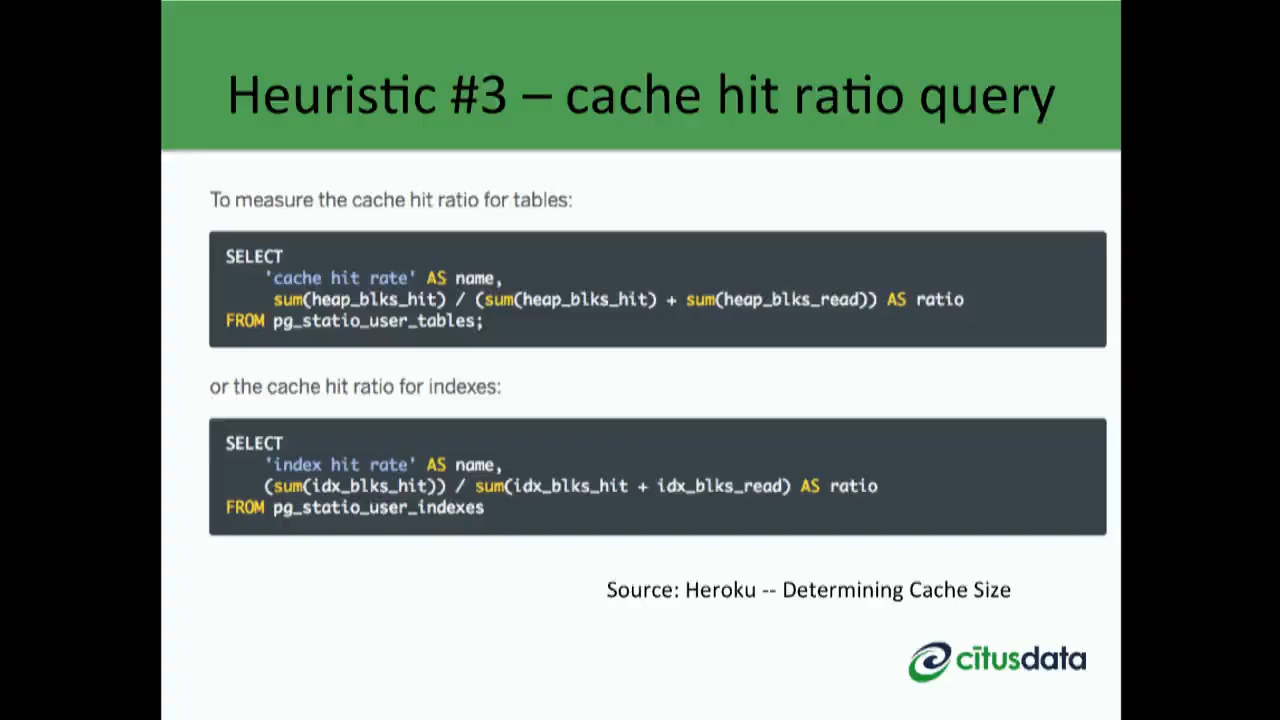 Heuristic #3 – cache hit ratio query
To measure the cache hit ratio for tables:
SELECT
'cache hit rate' AS name,
sum(heap_blks_hit) / (sum(heap_blks_hit) + sum(heap_blks_read)) AS ratio
FROM pg_statio_user_tables;
or the cache hit ratio for indexes:
SELECT
'index hit rate' AS name,
(sum(idx_blks_hit)) / sum(idx_blks_hit + idx_blks_read) AS ratio
FROM pg_statio_user_indexes
Source: Heroku -- Determining Cache Size
citusdata